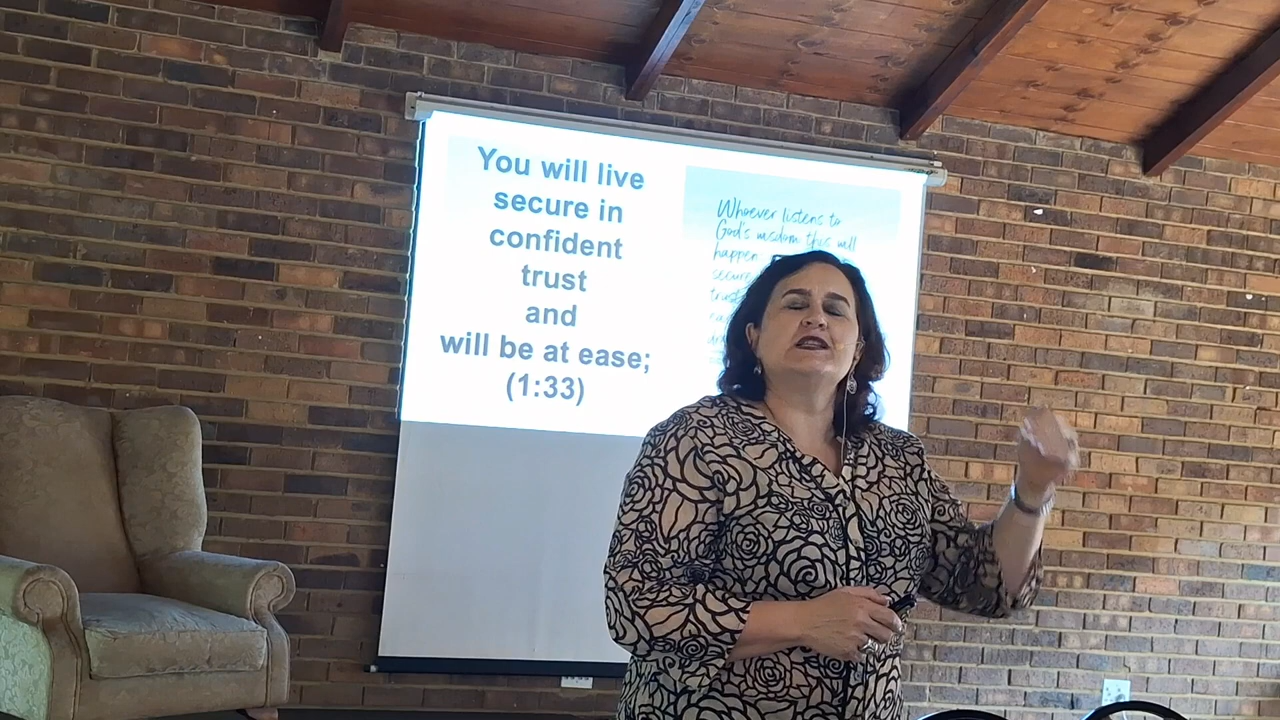 You will live
secure in
confident
trust
and
will be at ease;
(1:33)
Whoever listens to
God's wisdom this will
happen
secure